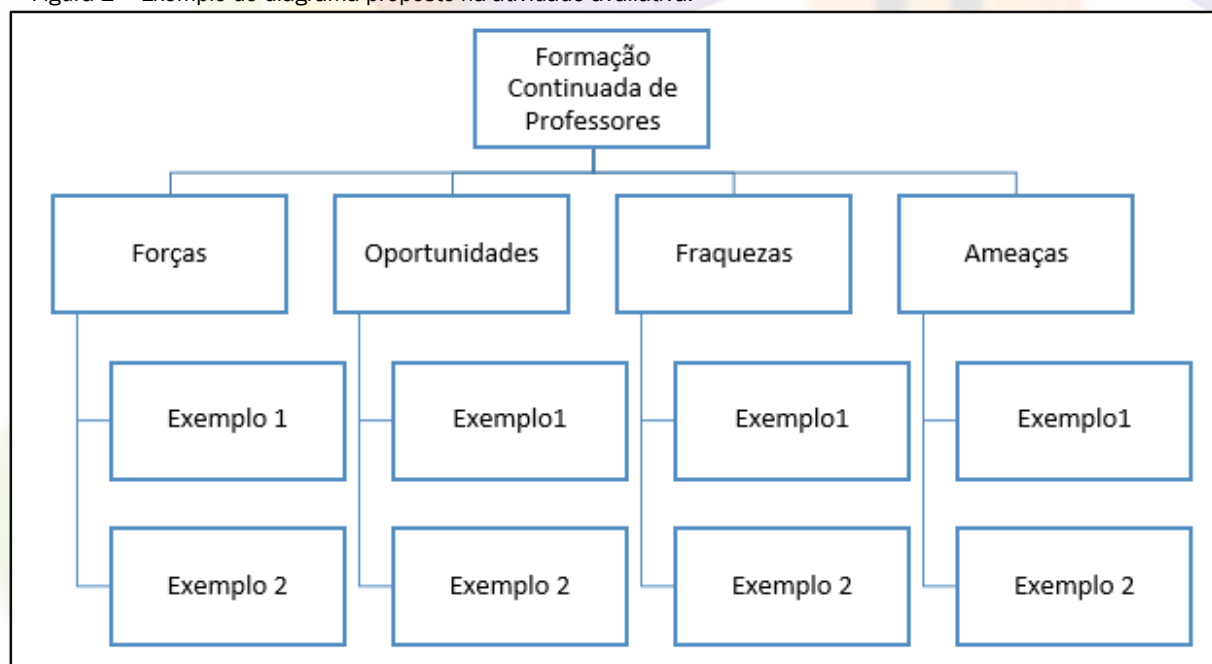 Formação
Continuada de
Professores
Forças
Oportunidades
Fraquezas
Ameaças
Exemplo 1
Exemplo1
Exemplo1
Exemplo1
Exemplo 2
Exemplo 2
Exemplo 2
Exemplo 2